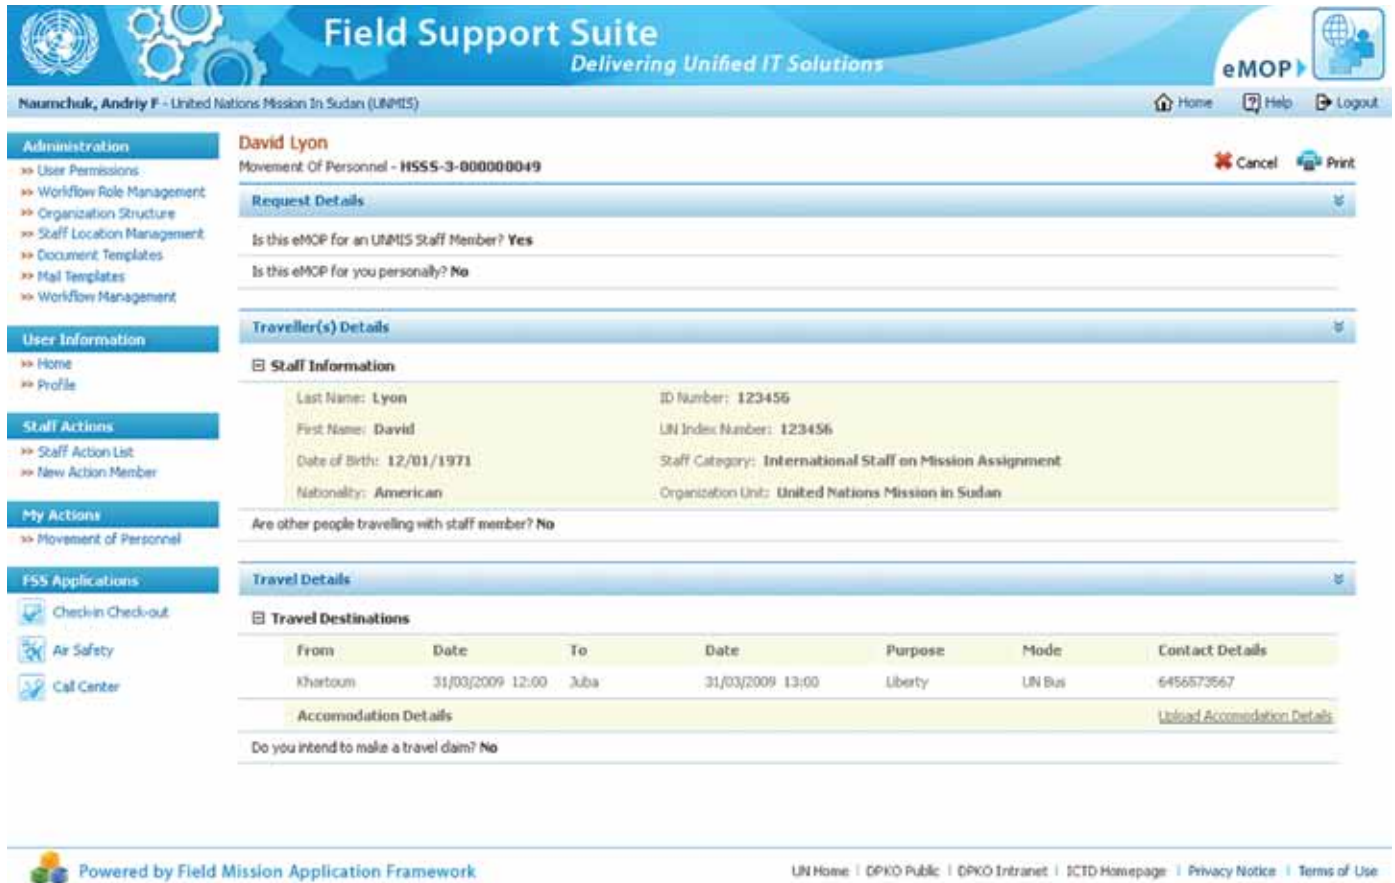 Field Support Suite
Delivering Unified IT Solutions
eMOP
Naumchuk, Andriy F - United Nations Mission In Sudan (UNMIS)
Home
Help
Logout
Administration
User Permissions
Workflow Role Management
Organization Structure
Staff Location Management
Document Templates
Mail Templates
Workflow Management
User Information
Home
Profile
Staff Actions
Staff Action List
New Action Member
My Actions
Movement of Personnel
FSS Applications
Check-in Check-out
Air Safety
Call Center
David Lyon
Movement Of Personnel - HSSS-3-000000049
Cancel
Print
Request Details
Is this eMOP for an UNMIS Staff Member? Yes
Is this eMOP for you personally? No
Traveller(s) Details
Staff Information
Last Name: Lyon
ID Number: 123456
First Name: David
UN Index Number: 123456
Date of Birth: 12/01/1971
Staff Category: International Staff on Mission Assignment
Nationality: American
Organization Unit: United Nations Mission in Sudan
Are other people traveling with staff member? No
Travel Details
Travel Destinations
From Date To Date Purpose Mode Contact Details
Khartoum 31/03/2009 12:00 Juba 31/03/2009 13:00 Liberty UN Bus 6456573567
Accomodation Details
Upload Accomodation Details
Do you intend to make a travel claim? No
Powered by Field Mission Application Framework
UN Home | DPKO Public | DPKO Intranet | ICTD Homepage | Privacy Notice | Terms of Use